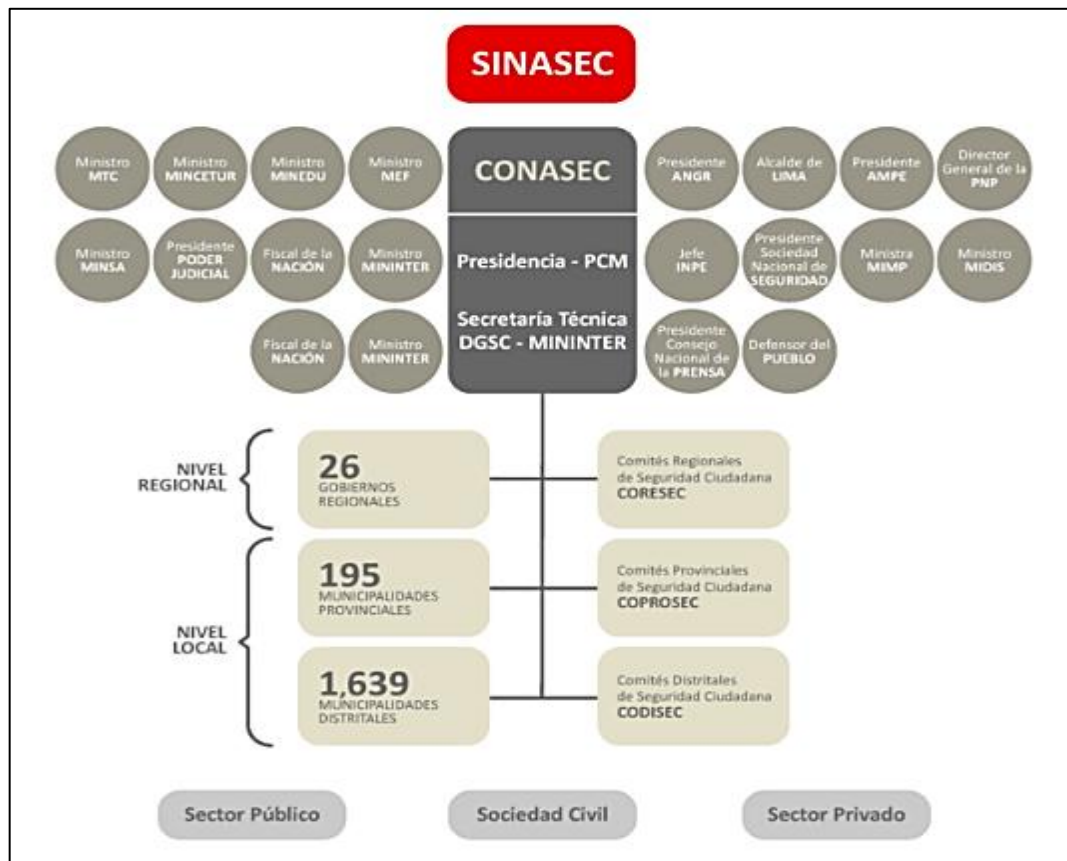 SINASEC
Ministro
MTC
Ministro
MINCETUR
Ministro
MINEDU
Ministro
MEF
CONASEC
Presidente
ANGR
Alcalde de
LIMA
Presidente
AMPE
Director
General de la
PNP
Ministro
MINSA
Presidente
PODER
JUDICIAL
Fiscal de la
NACIÓN
Ministro
MININTER
Presidencia - PCM
Jefe
INPE
Presidente
Sociedad
Nacional de
SEGURIDAD
Ministra
MIMP
Ministro
MIDIS
Fiscal de la
NACIÓN
Ministro
MININTER
Secretaría Técnica
DGSC - MININTER
Presidente
Consejo
Nacional de
la PRENSA
Defensor del
PUEBLO
NIVEL
REGIONAL
26
GOBIERNOS
REGIONALES
Comités Regionales
de Seguridad Ciudadana
CORESEC
NIVEL
LOCAL
195
MUNICIPALIDADES
PROVINCIALES
Comités Provinciales
de Seguridad Ciudadana
COPROSEC
1,639
MUNICIPALIDADES
DISTRITALES
Comités Distritales
de Seguridad Ciudadana
CODISEC
Sector Público
Sociedad Civil
Sector Privado